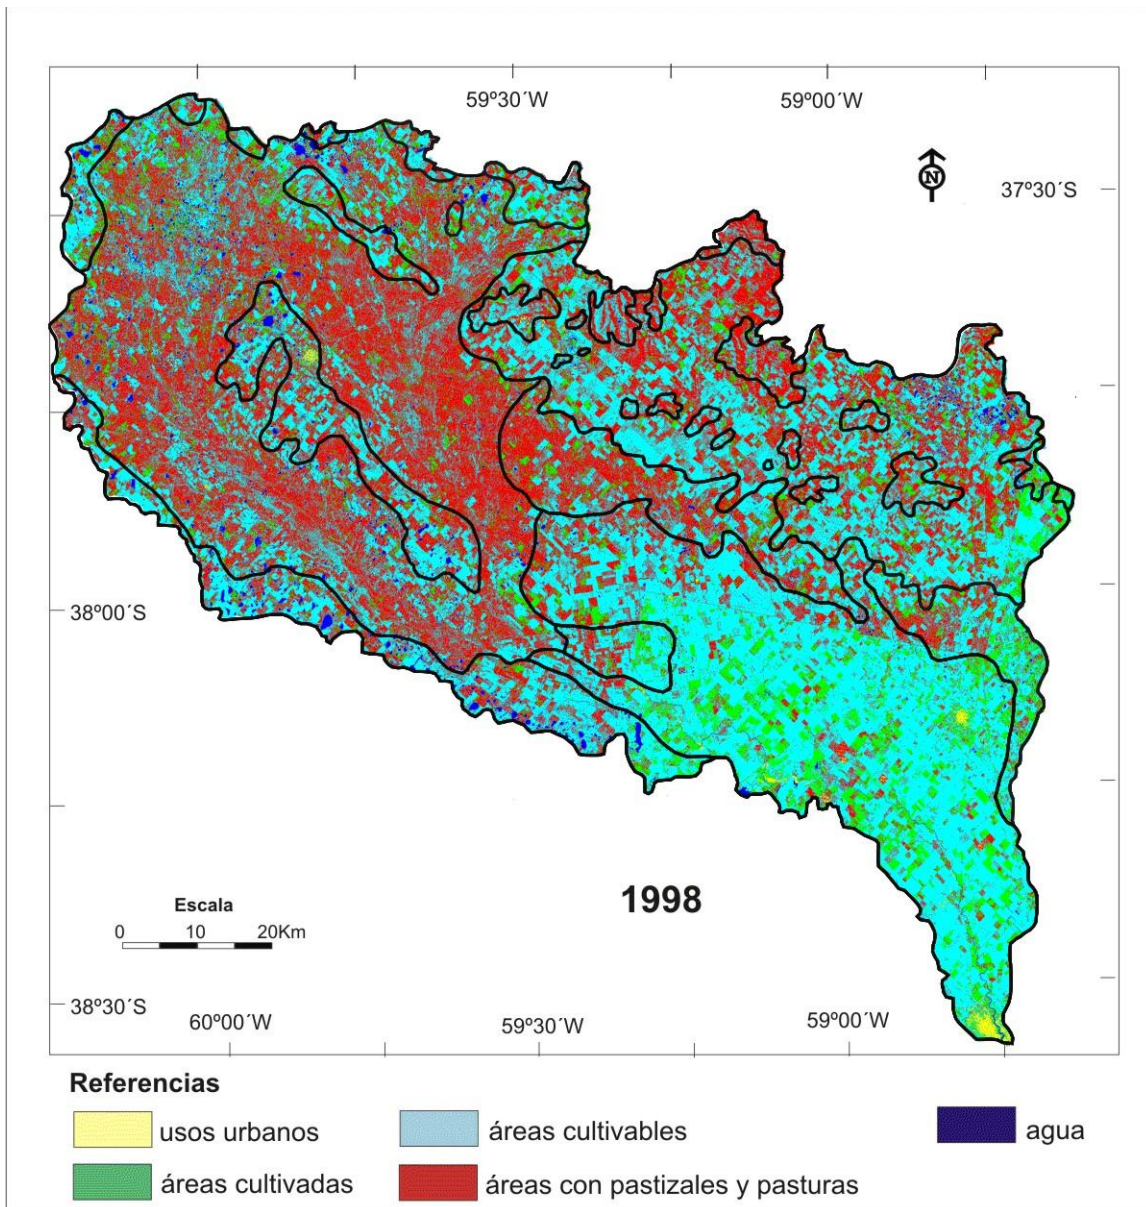 59º30´W
59º00´W
N
37º30´S
38º00´S
1998
Escala
0 10 20Km
38º30´S
60º00´W
59º30´W
59º00´W
Referencias
usos urbanos
áreas cultivables
agua
áreas cultivadas
áreas con pastizales y pasturas